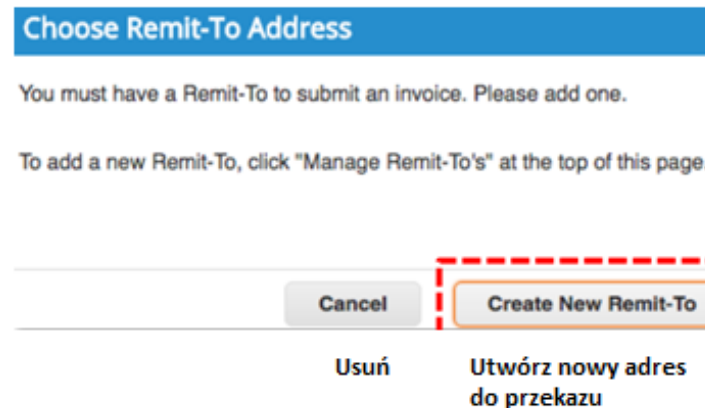 Choose Remit-To Address
You must have a Remit-To to submit an invoice. Please add one.
To add a new Remit-To, click "Manage Remit-To's" at the top of this page.
Cancel Create New Remit-To
Usuń Utwórz nowy adres
do przekazu